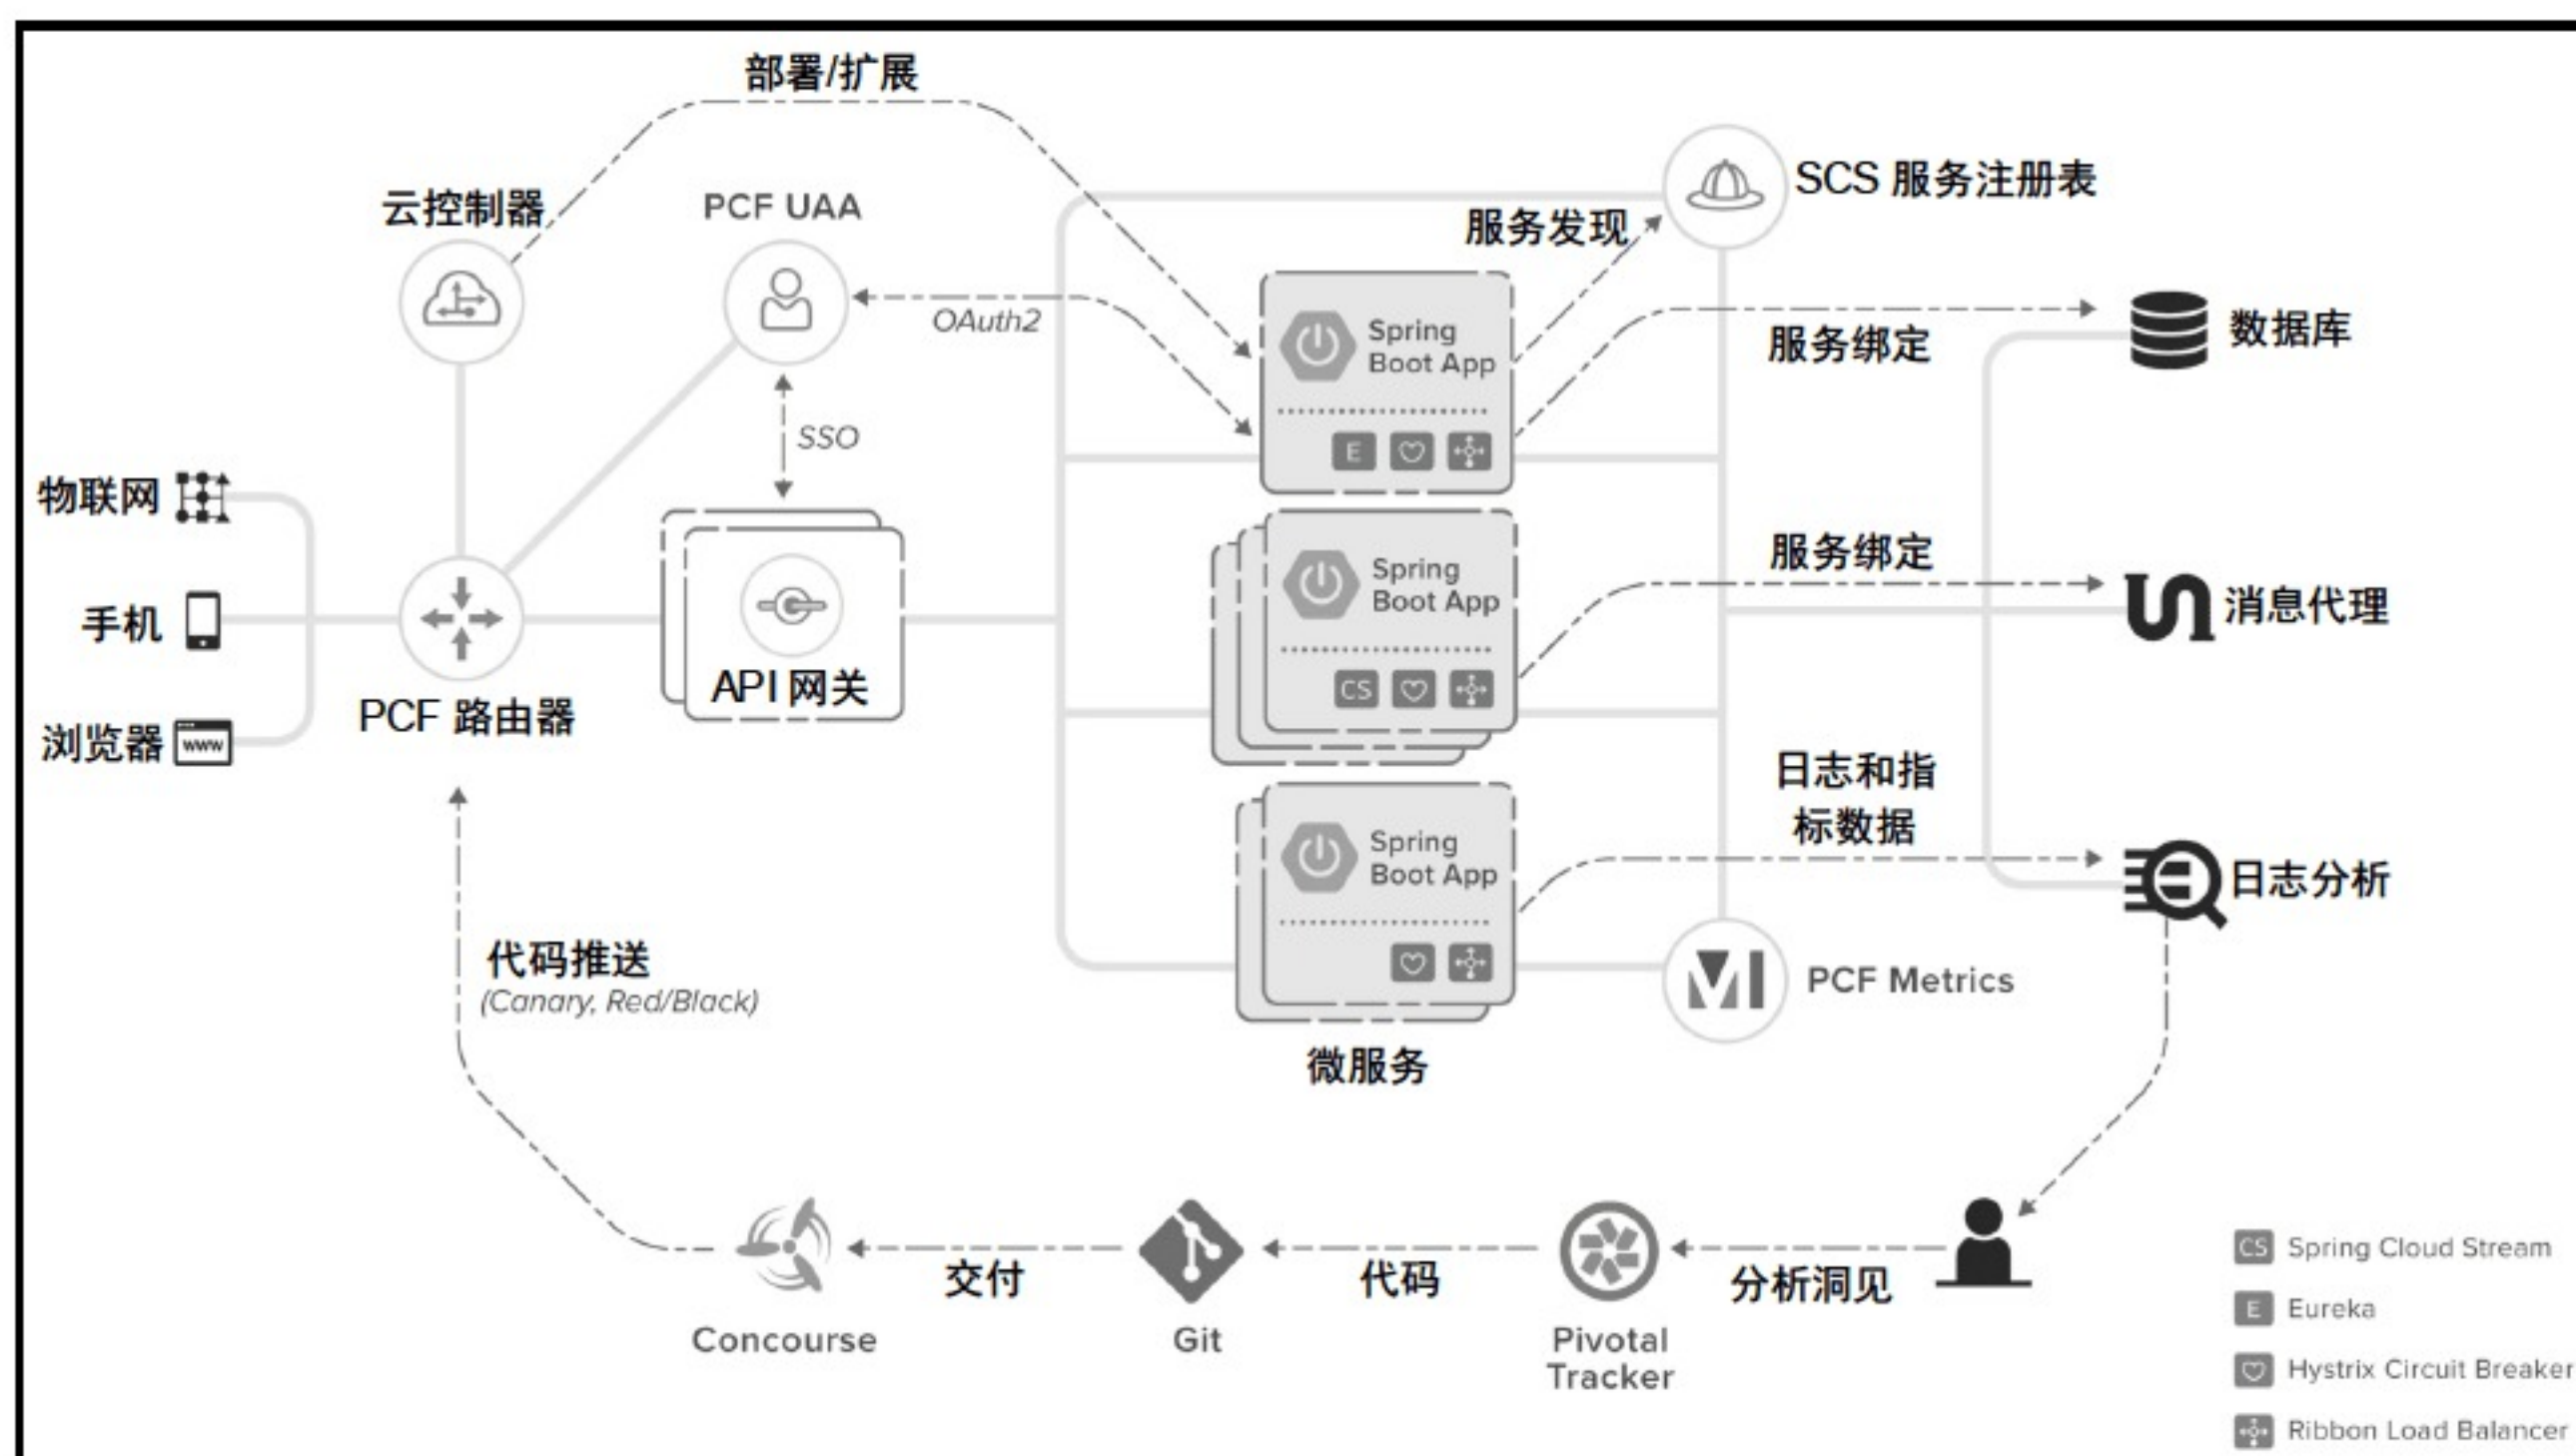 部署/扩展
云控制器
PCF UAA
SCS 服务注册表
服务发现
OAuth2
Spring
Boot App
E
服务绑定
数据库
SSO
物联网
手机
浏览器
www
PCF 路由器
API 网关
Spring
Boot App
CS
服务绑定
消息代理
日志和指
标数据
Spring
Boot App
日志分析
PCF Metrics
微服务
代码推送
(Canary, Red/Black)
交付
代码
分析洞见
Concourse
Git
Pivotal
Tracker
CS Spring Cloud Stream
E Eureka
Hystrix Circuit Breaker
Ribbon Load Balancer